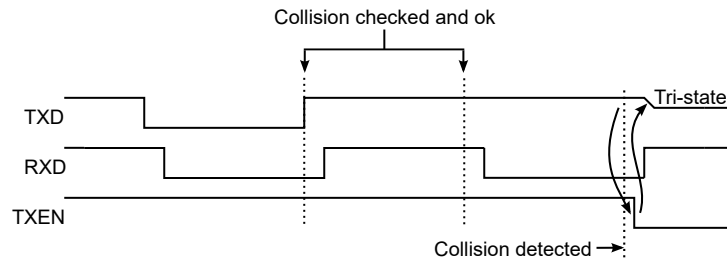 Collision checked and ok
TXD
Tri-state
RXD
TXEN
Collision detected